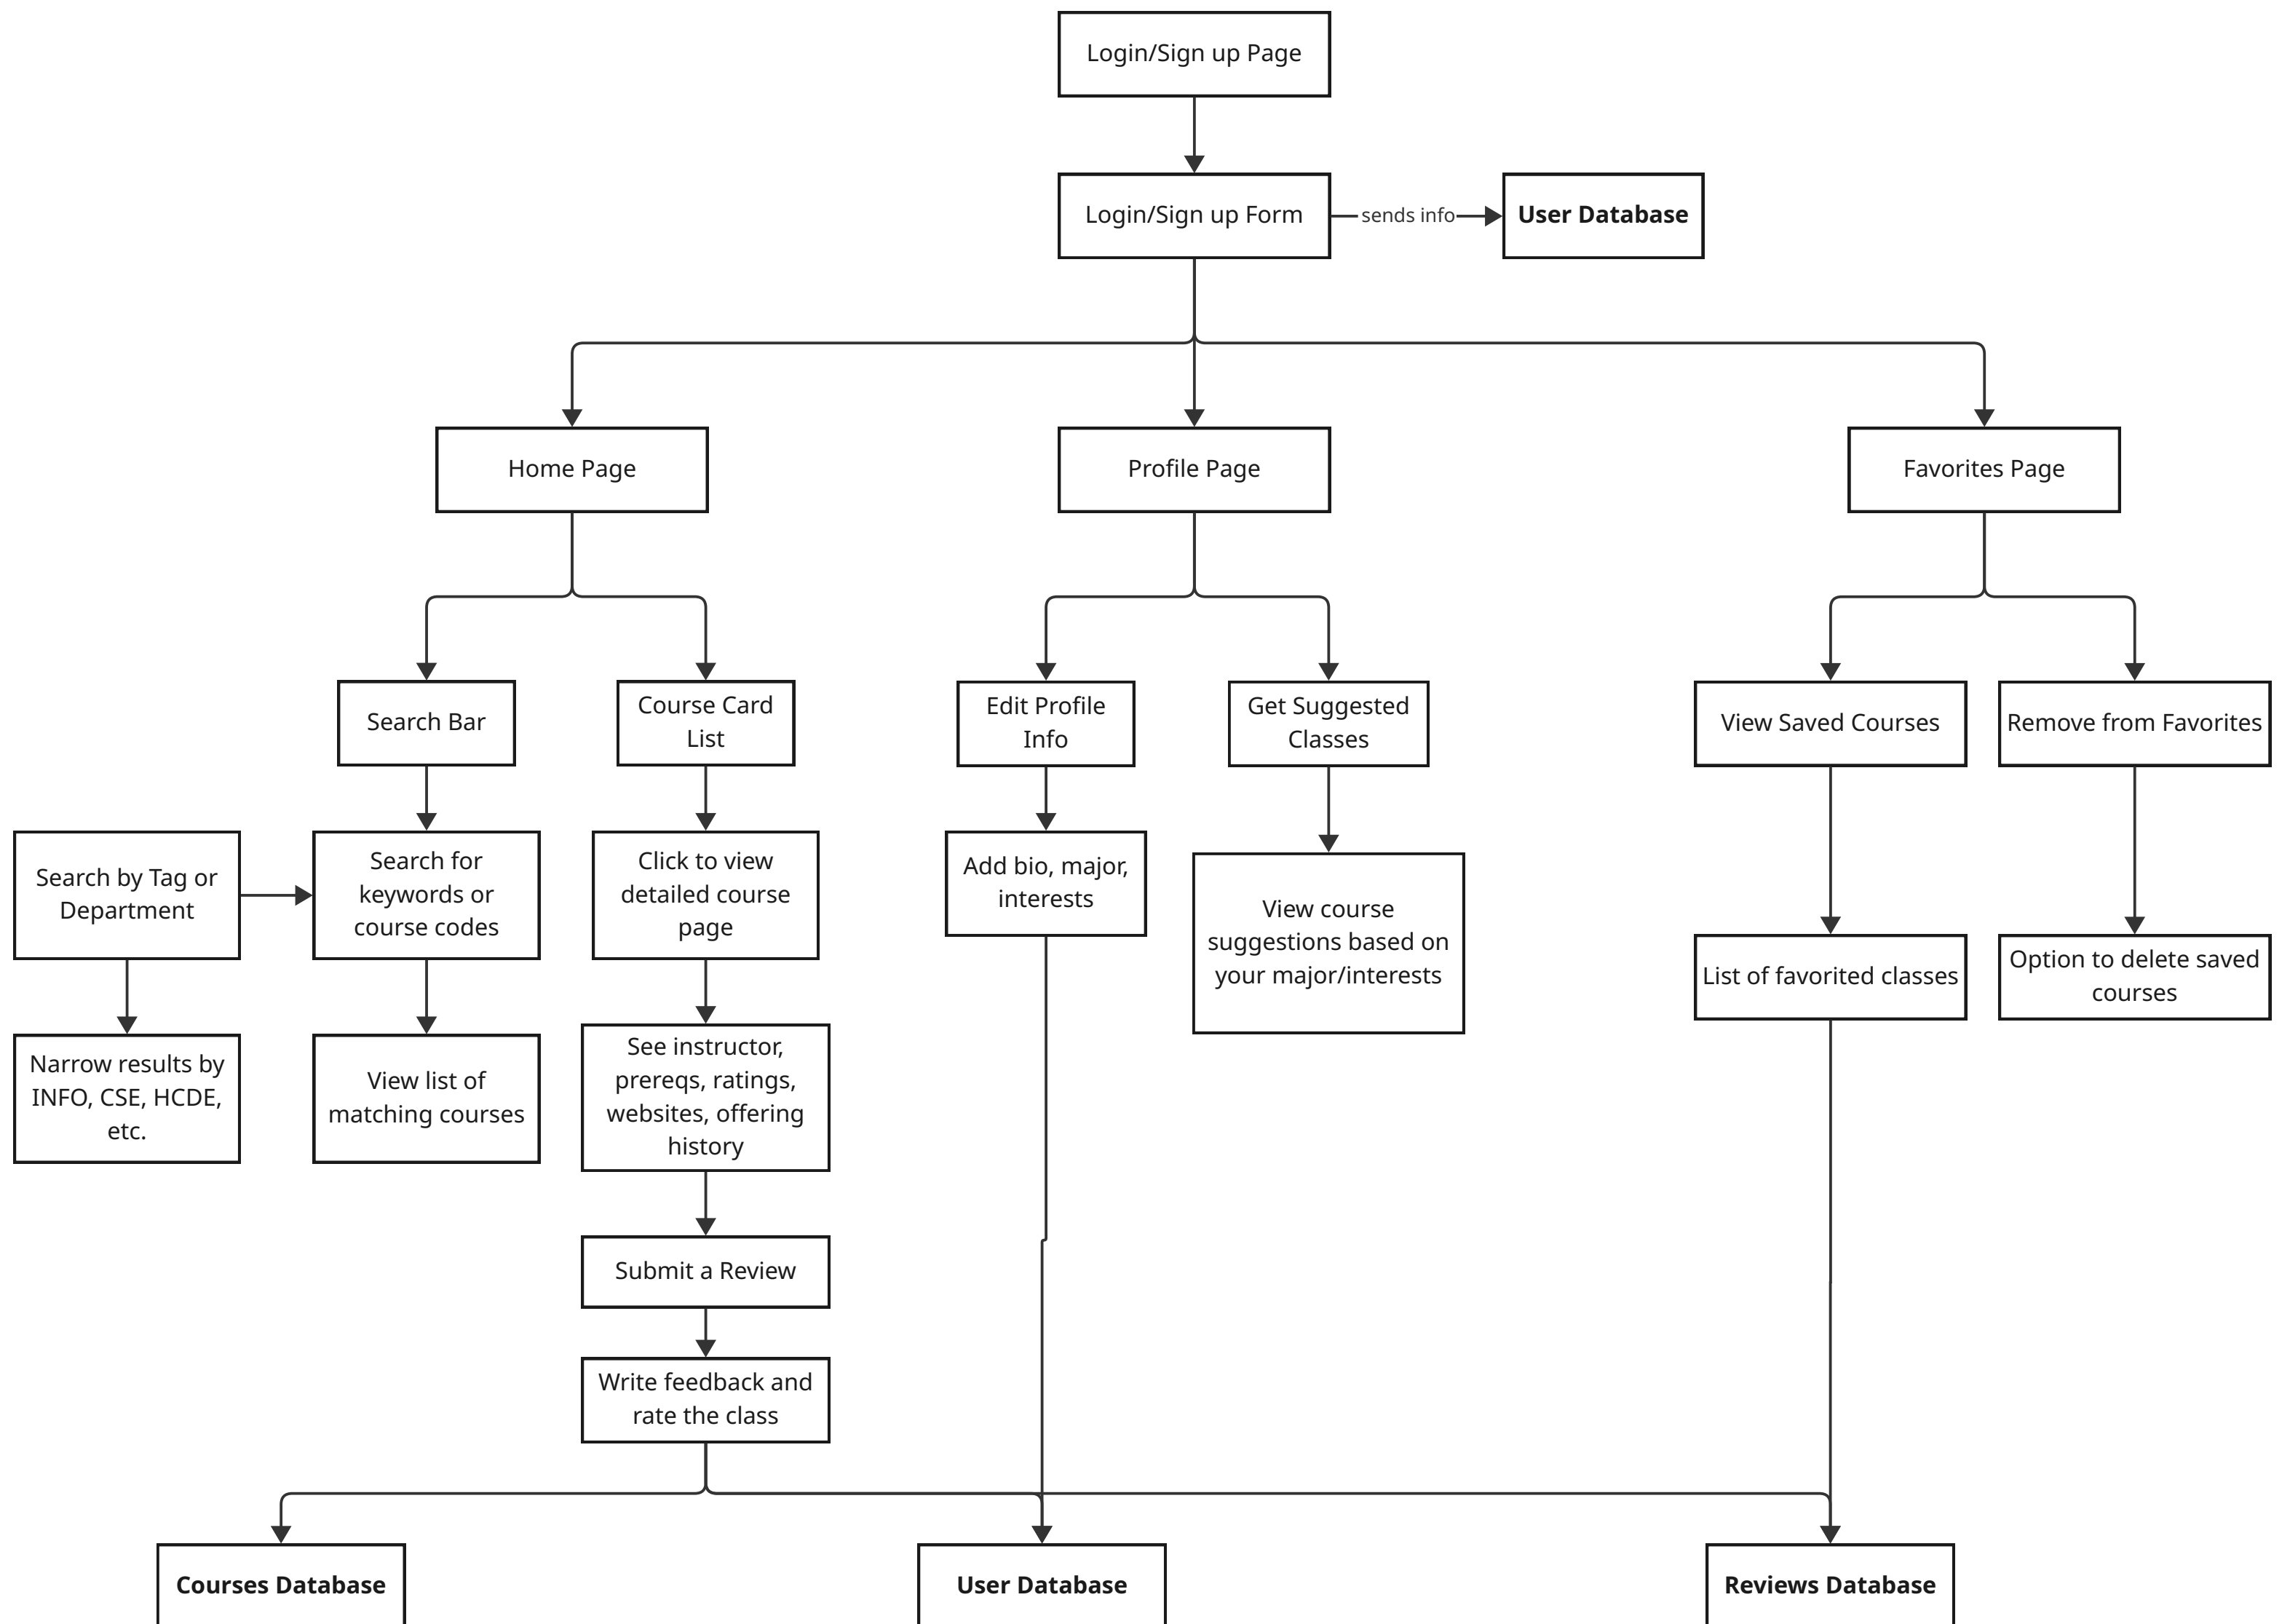 Login/Sign up Page
Login/Sign up Form
sends info
User Database
Home Page
Profile Page
Favorites Page
Search Bar
Course Card
List
Edit Profile
Info
Get Suggested
Classes
View Saved Courses
Remove from Favorites
Search by Tag or
Department
Search for
keywords or
course codes
Click to view
detailed course
page
Add bio, major,
interests
View course
suggestions based on
your major/interests
List of favorited classes
Option to delete saved
courses
Narrow results by
INFO, CSE, HCDE,
etc.
View list of
matching courses
See instructor,
prereqs, ratings,
websites, offering
history
Submit a Review
Write feedback and
rate the class
Courses Database
User Database
Reviews Database